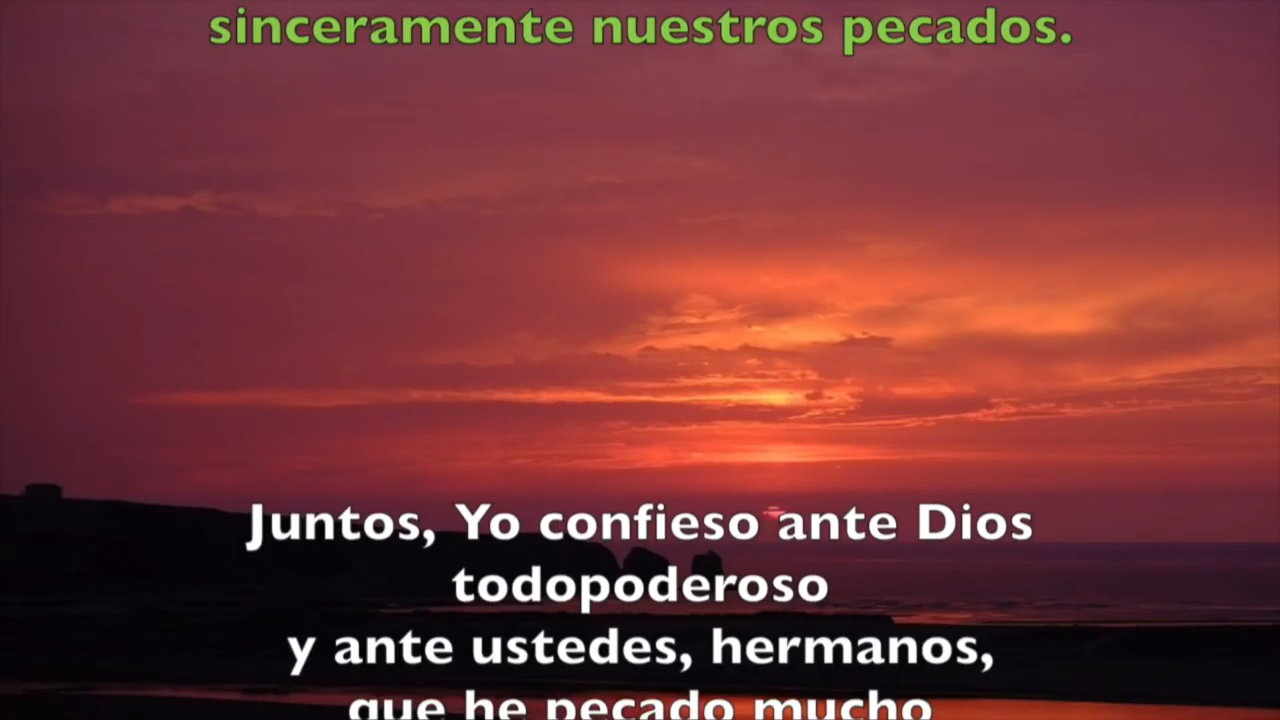 sinceramente nuestros pecados.
Juntos, Yo confieso ante Dios
todopoderoso
y ante ustedes, hermanos,
que he pecado mucho